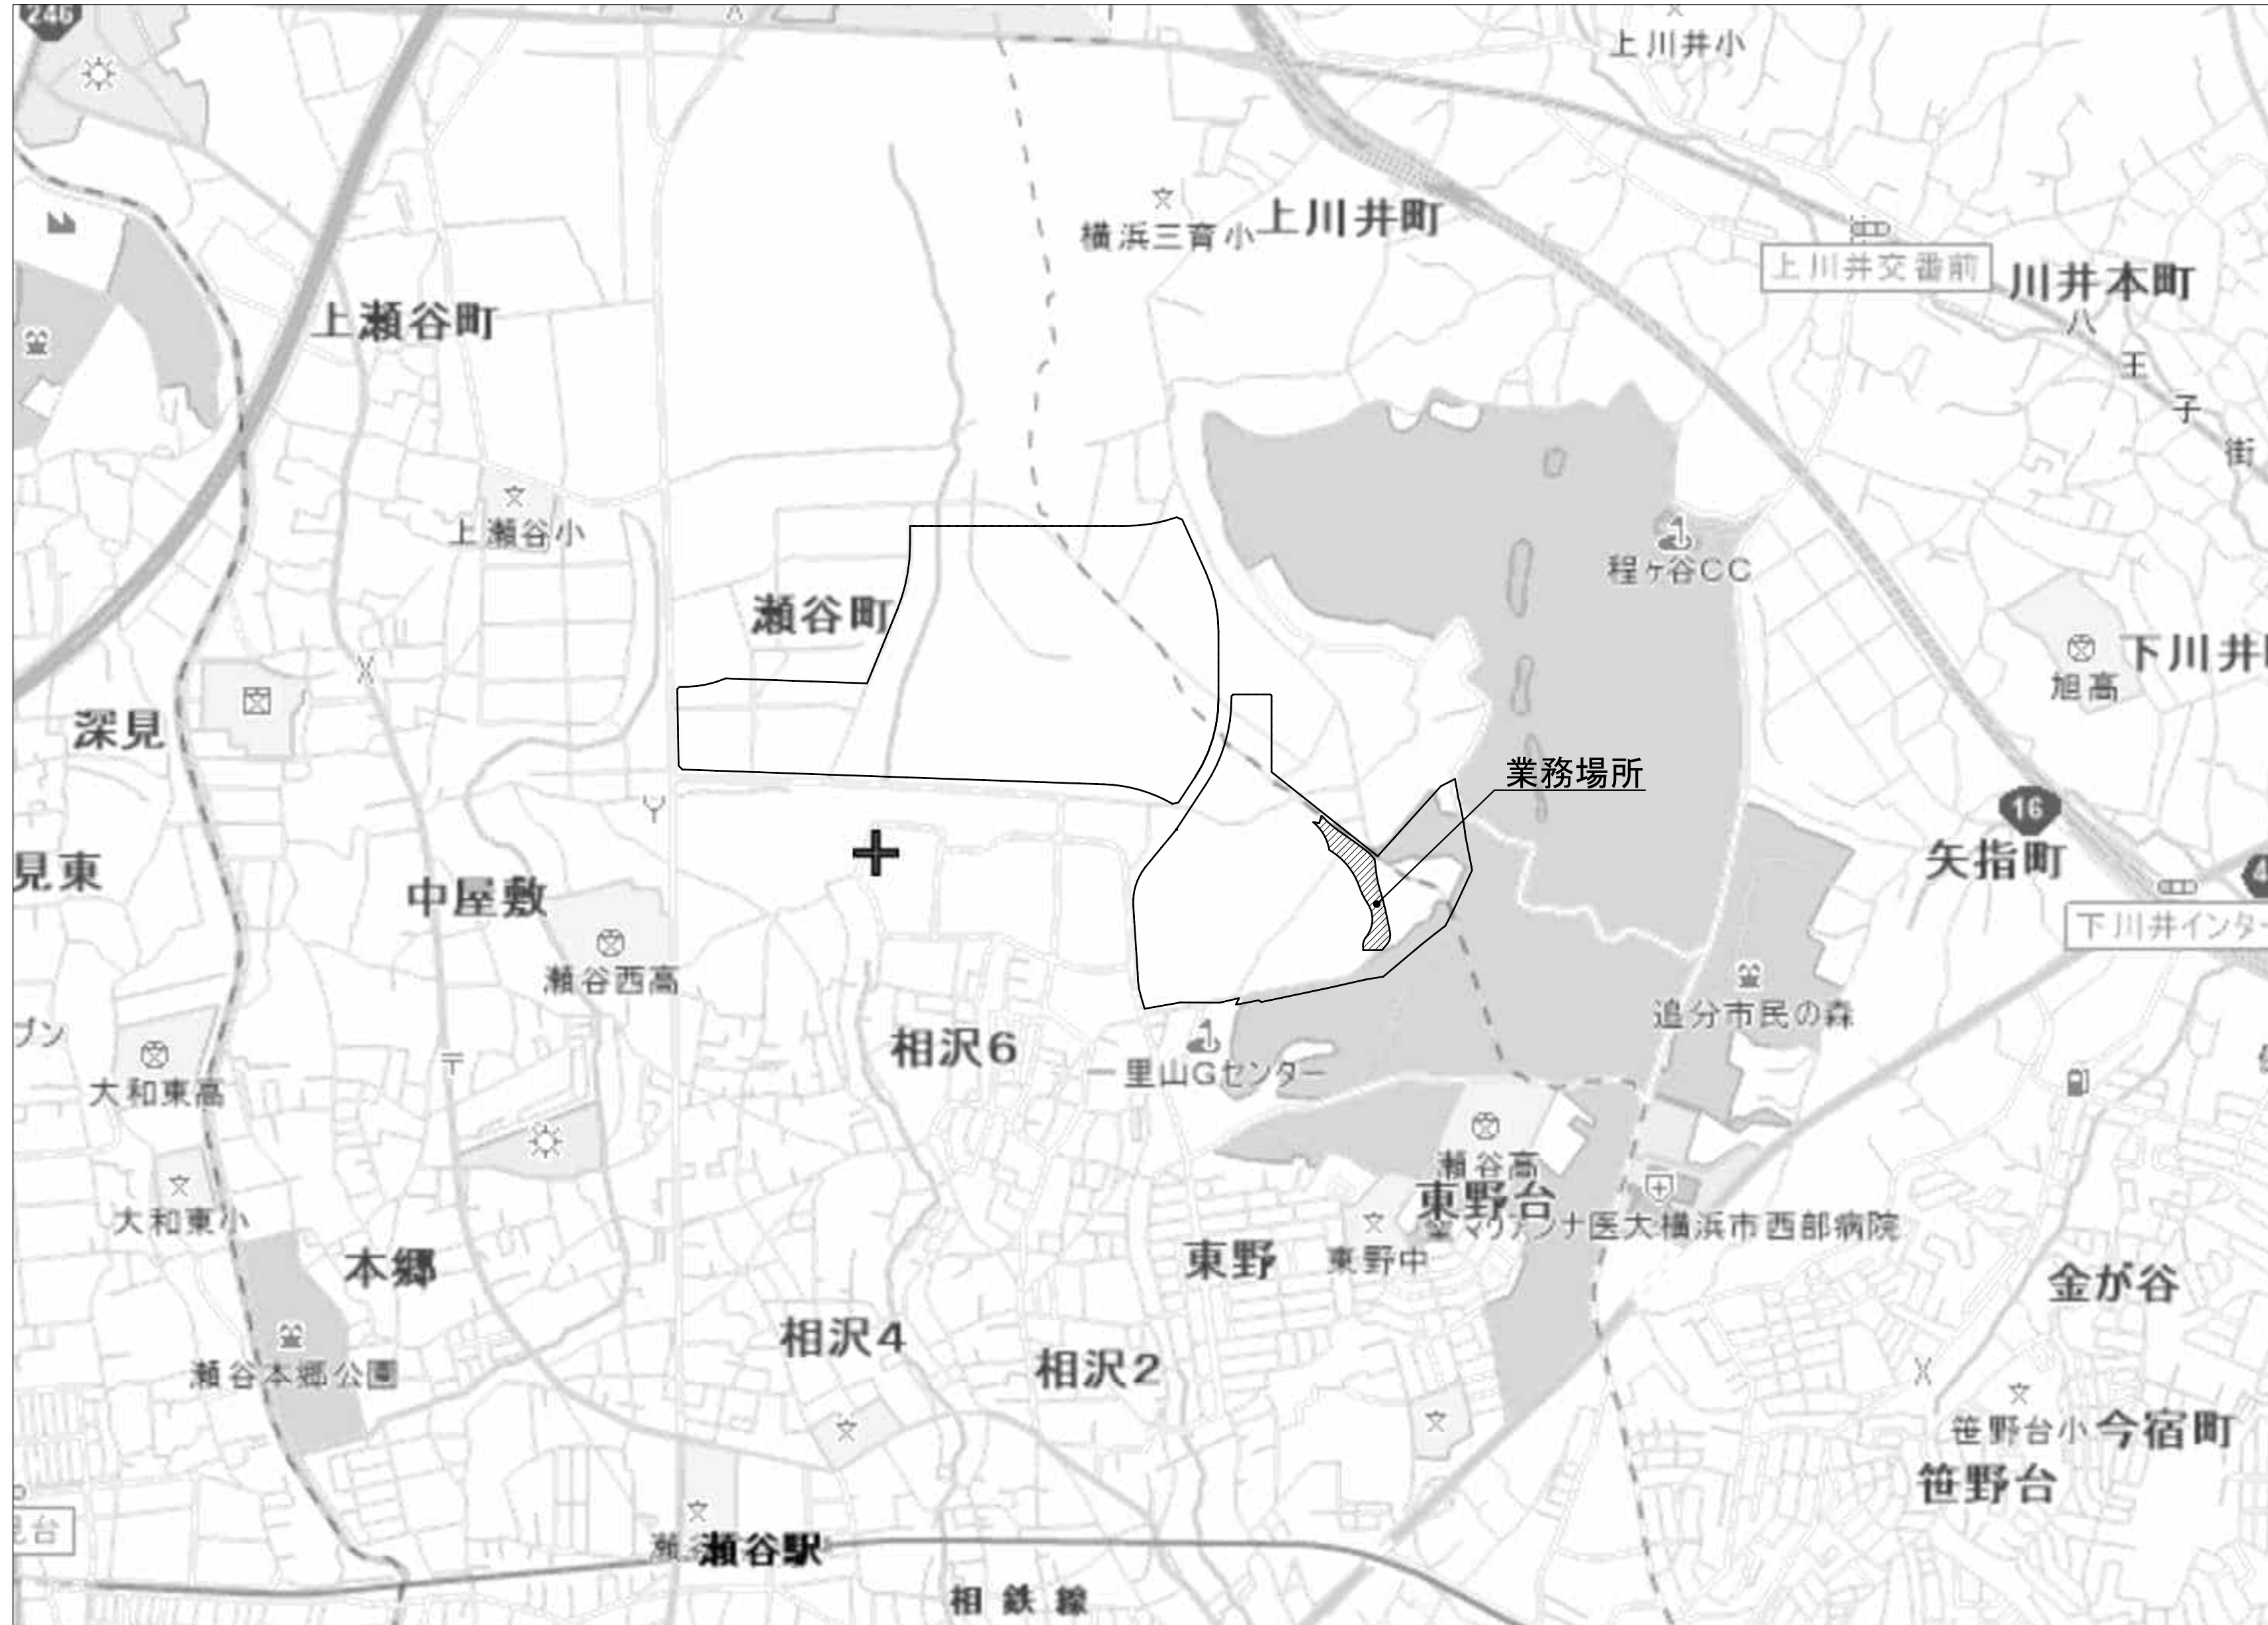 246
上川井小
上川井町
横浜三育小
上川井交番前
川井本町
八
王
子
街
上瀬谷町
上瀬谷小
程ヶ谷CC
瀬谷町
下川井
旭高
深見
業務場所
16
矢指町
見東
中屋敷
4
下川井インター
瀬谷西高
追分市民の森
ブン
相沢6
一里山Gセンター
大和東高
瀬谷高
東野台
大和東小
マリアンナ医大横浜市西部病院
本郷
東野
東野中
金が谷
相沢4
相沢2
瀬谷本郷公園
笹野台小
今宿町
笹野台
見台
瀬谷駅
相鉄線